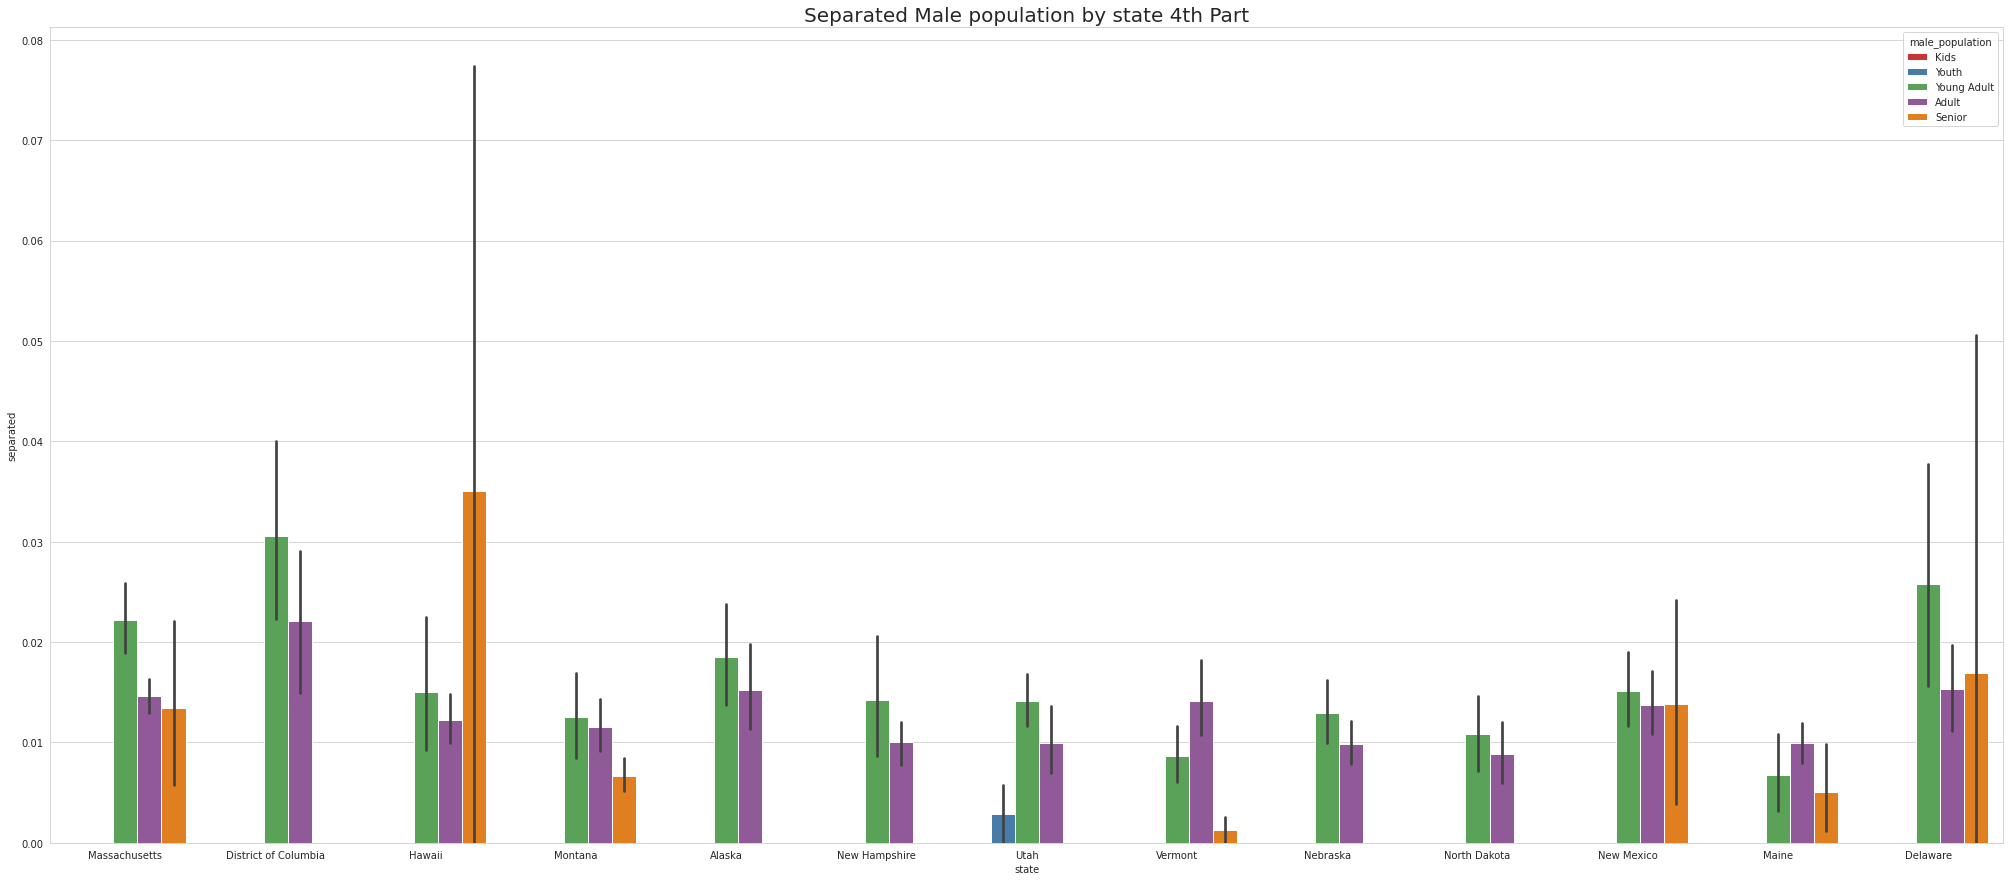 Separated Male population by state 4th Part
0.08
0.07
0.06
0.05
0.04
0.03
0.02
0.01
0.00
separated
male_population
Kids
Youth
Young Adult
Adult
Senior
Massachusetts
District of Columbia
Hawaii
Montana
Alaska
New Hampshire
Utah
Vermont
Nebraska
North Dakota
New Mexico
Maine
Delaware
state